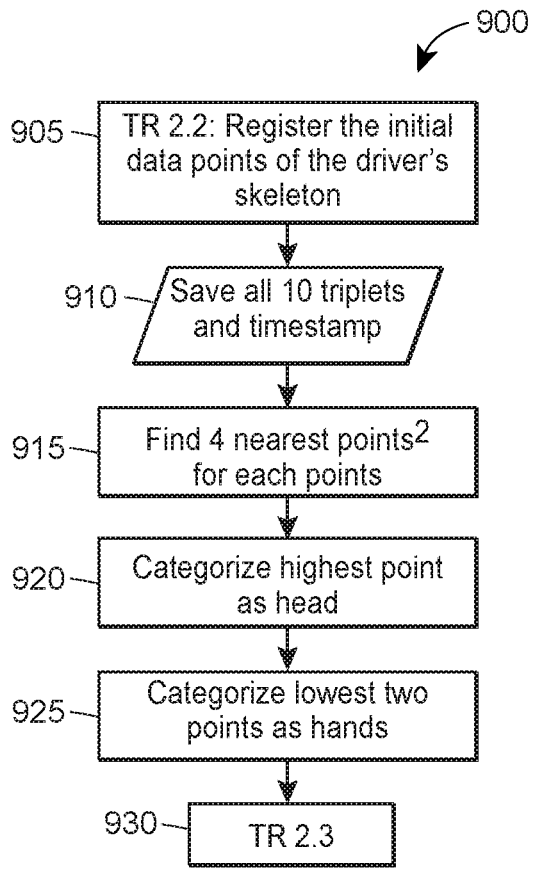 900
905
TR 2.2: Register the initial
data points of the driver's
skeleton
910
Save all 10 triplets
and timestamp
915
Find 4 nearest points2
for each points
920
Categorize highest point
as head
925
Categorize lowest two
points as hands
930
TR 2.3